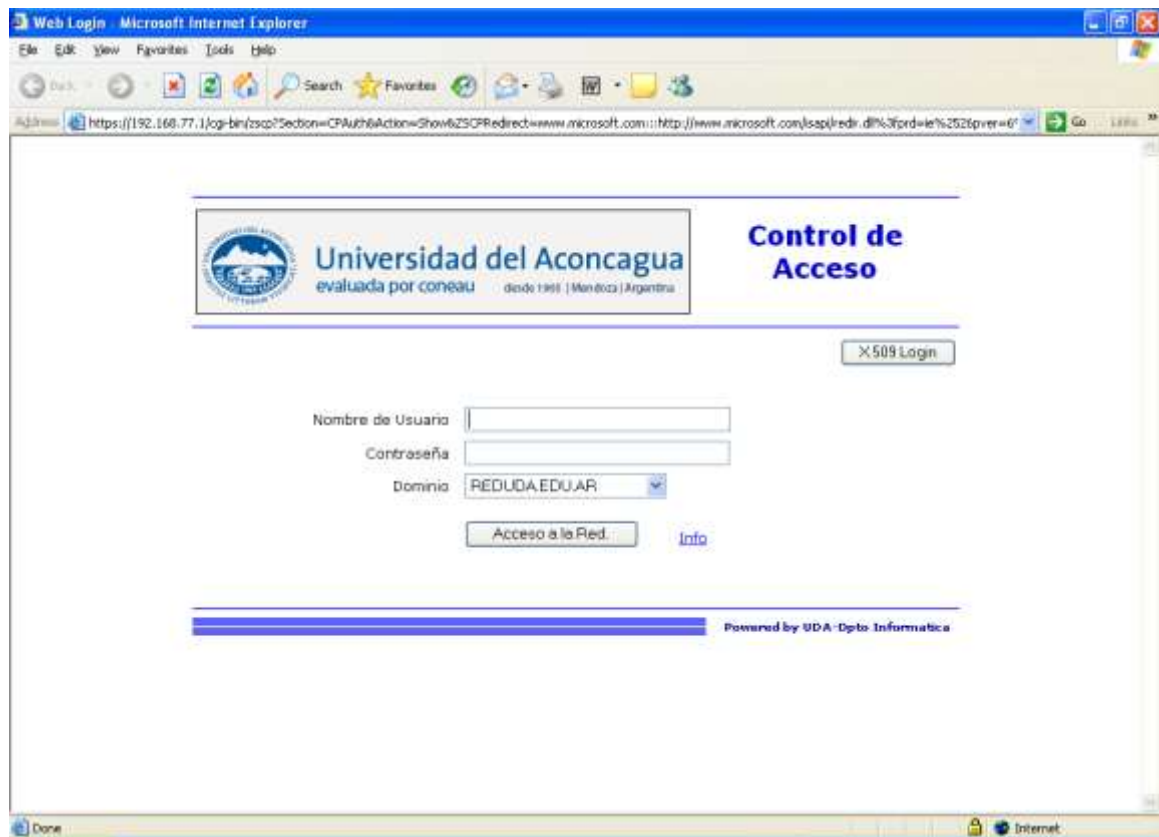 Web Login - Microsoft Internet Explorer
File Edit View Favorites Tools Help
Back Search Favorites
Address https://192.168.77.1/cgi-bin/zscp?Section=CPAuth&Action=Show&ZSCPRedirect=www.microsoft.com:::http://www.microsoft.com/isapi/redir.dll%3fprd=ie%2526pver=6 Go Links »
Universidad del Aconcagua
evaluada por coneau desde 1965 | Mendoza | Argentina
Control de
Acceso
X509 Login
Nombre de Usuario
Contraseña
Dominio REDUDA.EDU.AR
Acceso a la Red. Info
Powered by UDA-Dpto Informatica
Done Internet